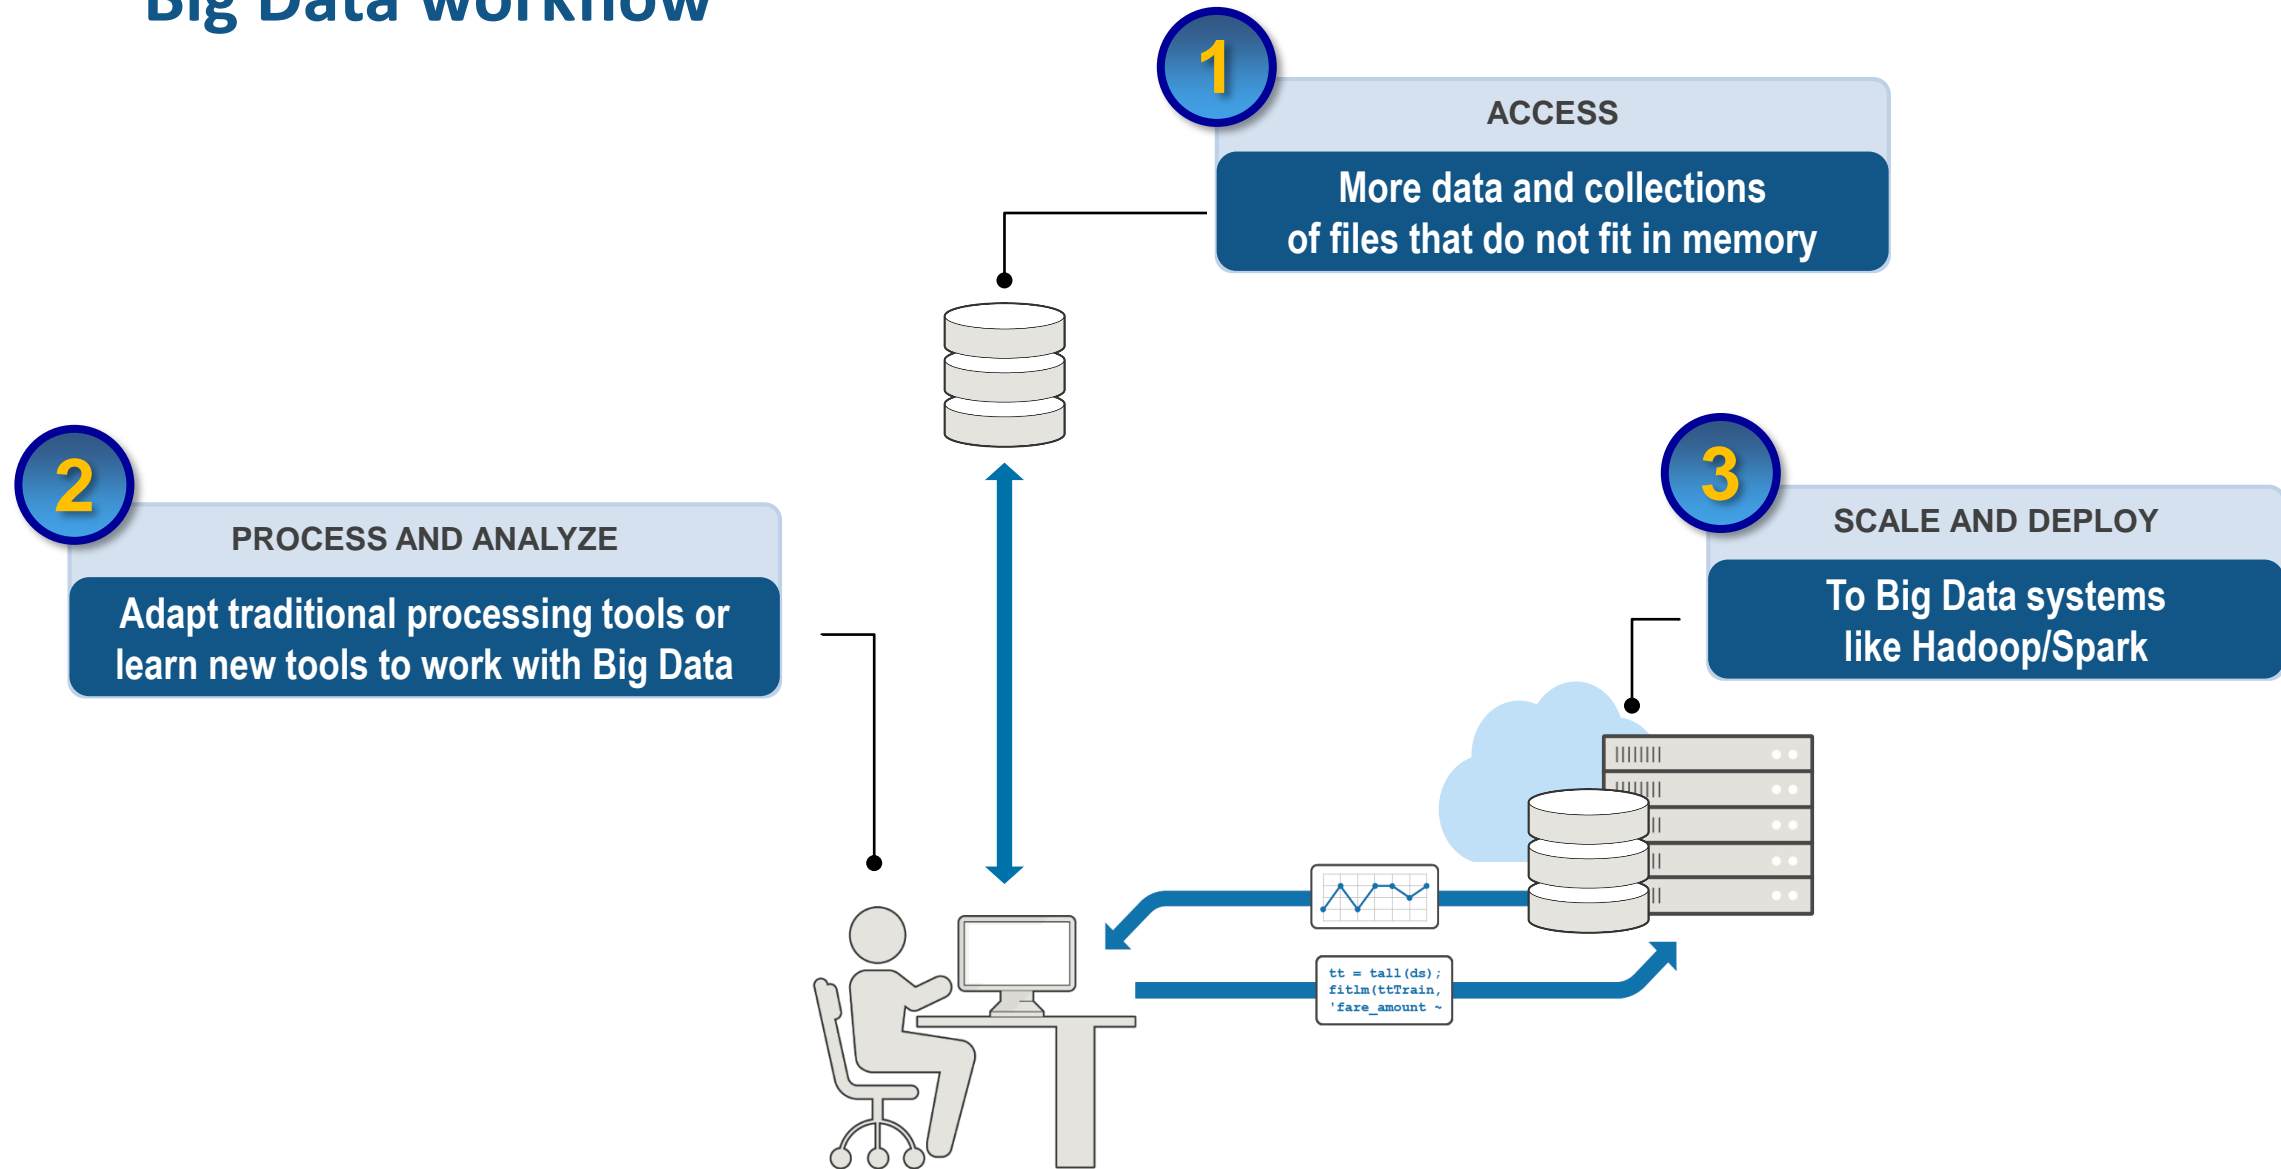 Big Data workflow
1
ACCESS
More data and collections
of files that do not fit in memory
2
PROCESS AND ANALYZE
Adapt traditional processing tools or
learn new tools to work with Big Data
3
SCALE AND DEPLOY
To Big Data systems
like Hadoop/Spark
tt = tall(ds);
fitlm(ttTrain,
'fare_amount ~